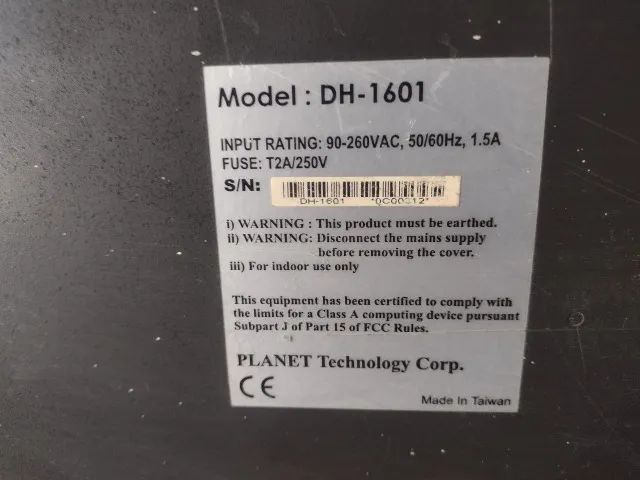 Model : DH-1601
INPUT RATING: 90-260VAC, 50/60Hz, 1.5A
FUSE: T2A/250V
S/N:
DH-1601
i) WARNING : This product must be earthed.
ii) WARNING: Disconnect the mains supply
before removing the cover.
iii) For indoor use only
This equipment has been certified to comply with
the limits for a Class A computing device pursuant
Subpart J of Part 15 of FCC Rules.
PLANET Technology Corp.
CE
Made In Taiwan